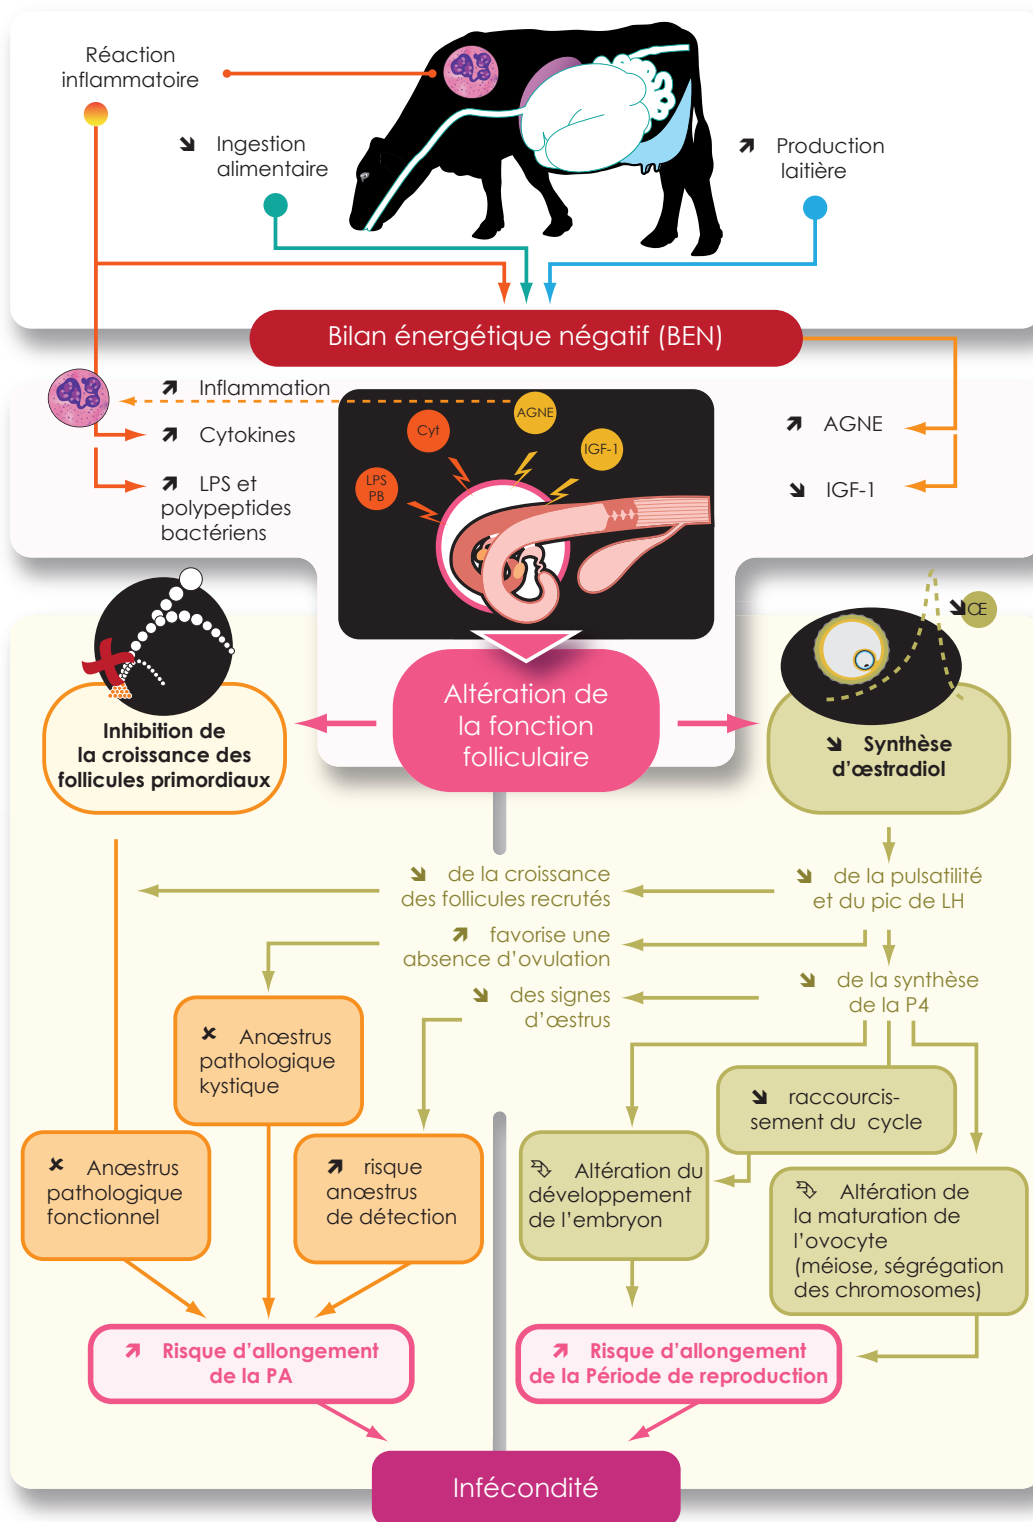 Réaction
inflammatoire
➘ Ingestion
alimentaire
➚ Production
laitière
Bilan énergétique négatif (BEN)
➚ Inflammation
➚ Cytokines
➚ LPS et
polypeptides
bactériens
AGNE
Cyt
IGF-1
LPS
PB
➚ AGNE
➘ IGF-1
➘ Œ
Altération de
la fonction
folliculaire
Inhibition de
la croissance des
follicules primordiaux
➘ Synthèse
d’œstradiol
➘ de la croissance
des follicules recrutés
➘ de la pulsatilité
et du pic de LH
➚ favorise une
absence d’ovulation
➘ de la synthèse
de la P4
➘ des signes
d’œstrus
✘ Anœstrus
pathologique
kystique
➘ raccourcis-
sement du cycle
✘ Anœstrus
pathologique
fonctionnel
➚ risque
anœstrus
de détection
Altération du
développement
de l’embryon
Altération de
la maturation de
l’ovocyte
(méiose, ségrégation
des chromosomes)
➚ Risque d’allongement
de la PA
➚ Risque d’allongement
de la Période de reproduction
Infécondité